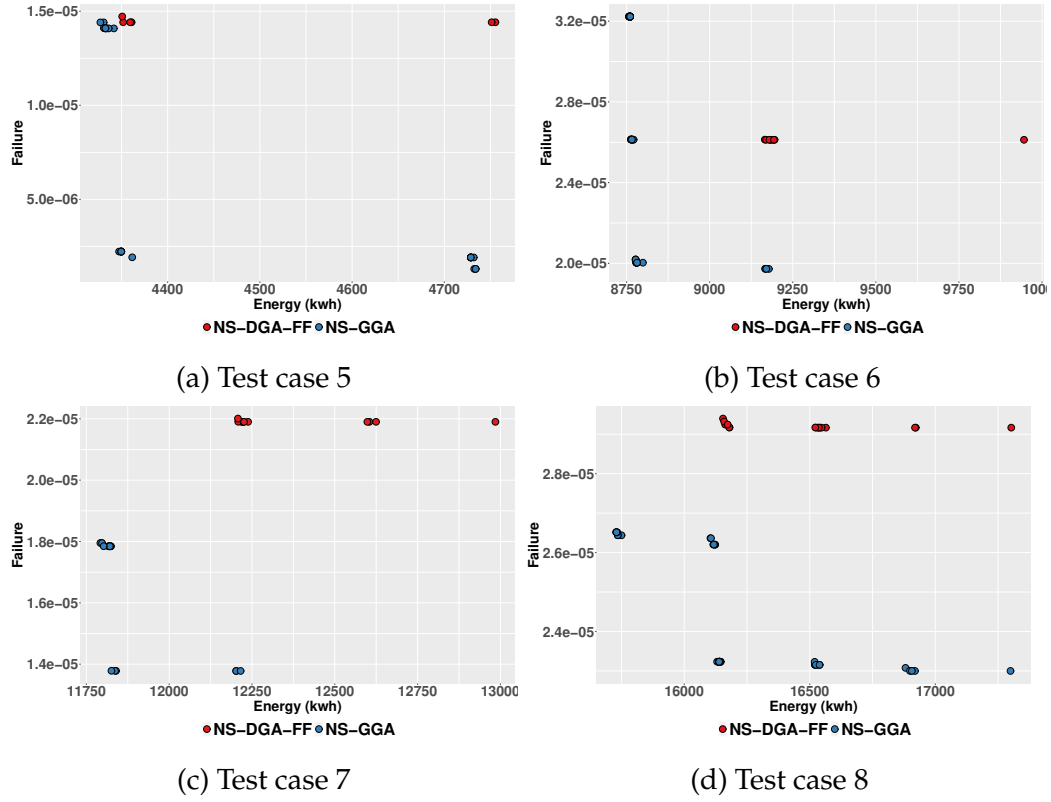 1.5e−05
1.0e−05
5.0e−06
Failure
4400 4500 4600 4700
Energy (kwh)
NS−DGA−FF NS−GGA
(a) Test case 5
3.2e−05
2.8e−05
2.4e−05
2.0e−05
Failure
8750 9000 9250 9500 9750 1000
Energy (kwh)
NS−DGA−FF NS−GGA
(b) Test case 6
2.2e−05
2.0e−05
1.8e−05
1.6e−05
1.4e−05
Failure
11750 12000 12250 12500 12750 13000
Energy (kwh)
NS−DGA−FF NS−GGA
(c) Test case 7
2.8e−05
2.6e−05
2.4e−05
Failure
16000 16500 17000
Energy (kwh)
NS−DGA−FF NS−GGA
(d) Test case 8